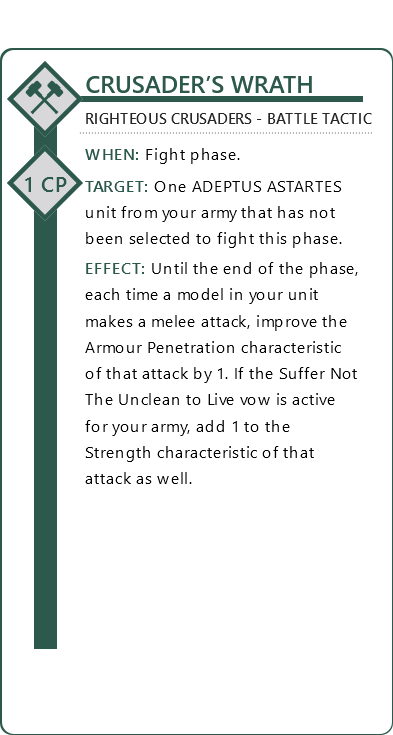 CRUSADER'S WRATH
RIGHTEOUS CRUSADERS - BATTLE TACTIC
WHEN: Fight phase.
1 CP
TARGET: One ADEPTUS ASTARTES
unit from your army that has not
been selected to fight this phase.
EFFECT: Until the end of the phase,
each time a model in your unit
makes a melee attack, improve the
Armour Penetration characteristic
of that attack by 1. If the Suffer Not
The Unclean to Live vow is active
for your army, add 1 to the
Strength characteristic of that
attack as well.